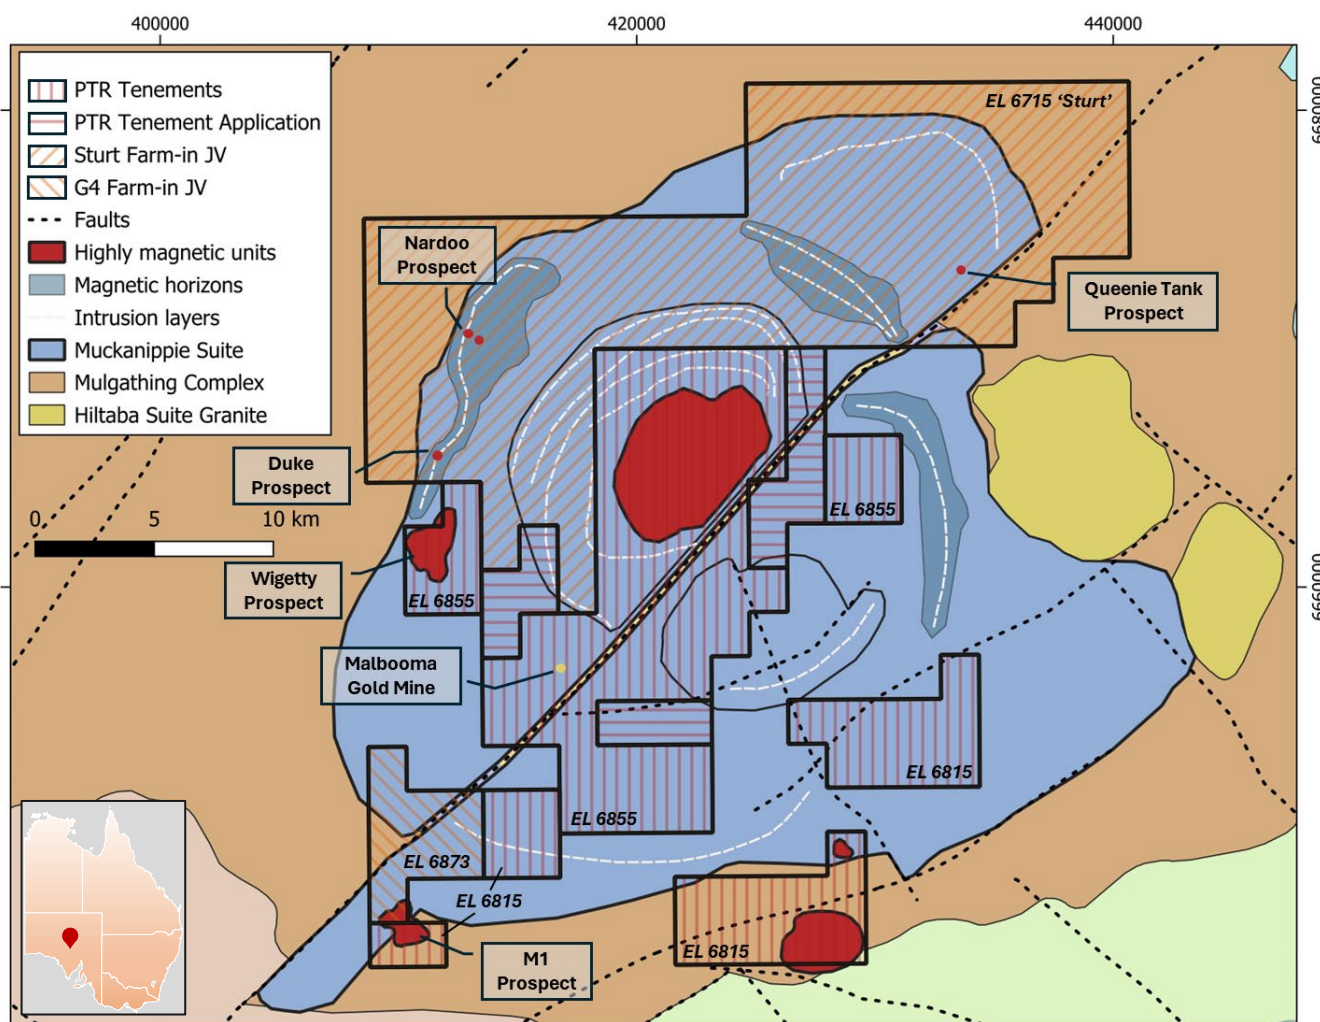 400000
420000
440000
PTR Tenements
PTR Tenement Application
Sturt Farm-in JV
G4 Farm-in JV
Faults
Highly magnetic units
Magnetic horizons
Intrusion layers
Muckanippie Suite
Mulgathing Complex
Hiltaba Suite Granite
EL 6715 ‘Sturt’
6680000
Nardoo
Prospect
Queenie Tank
Prospect
Duke
Prospect
0
5
10 km
EL 6855
Wigetty
Prospect
EL 6855
6660000
Malbooma
Gold Mine
EL 6815
EL 6855
EL 6873
EL 6815
EL 6815
M1
Prospect